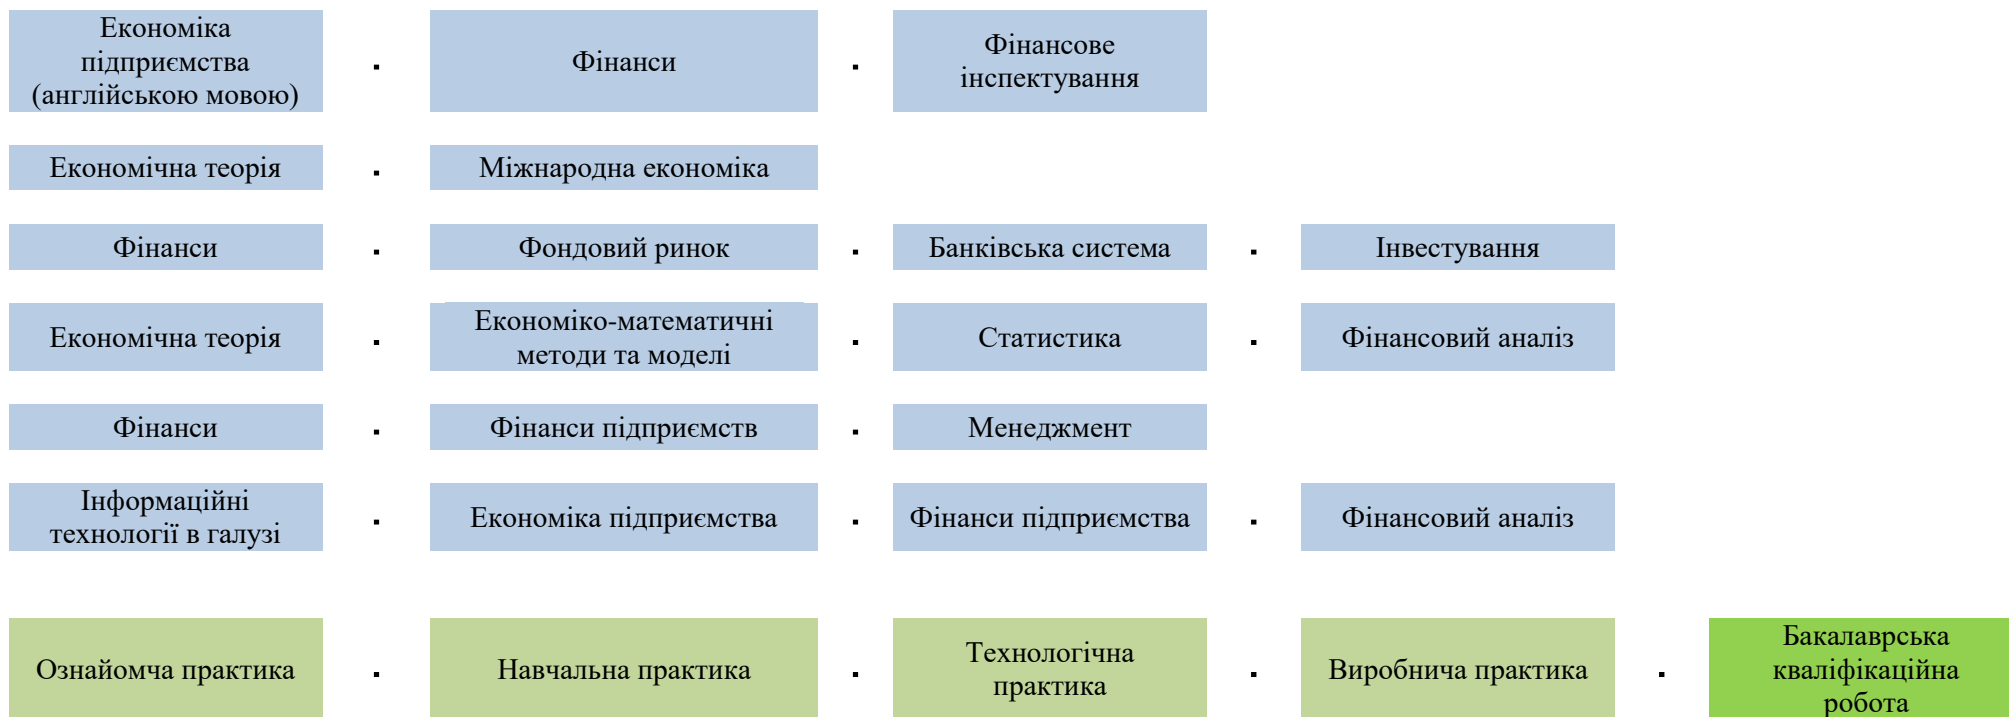 Економіка
підприємства
(англійською мовою)
Фінанси
Фінансове
інспектування
Економічна теорія
Міжнародна економіка
Фінанси
Фондовий ринок
Банківська система
Інвестування
Економічна теорія
Економіко-математичні
методи та моделі
Статистика
Фінансовий аналіз
Фінанси
Фінанси підприємств
Менеджмент
Інформаційні
технології в галузі
Економіка підприємства
Фінанси підприємства
Фінансовий аналіз
Ознайомча практика
Навчальна практика
Технологічна
практика
Виробнича практика
Бакалаврська
кваліфікаційна
робота